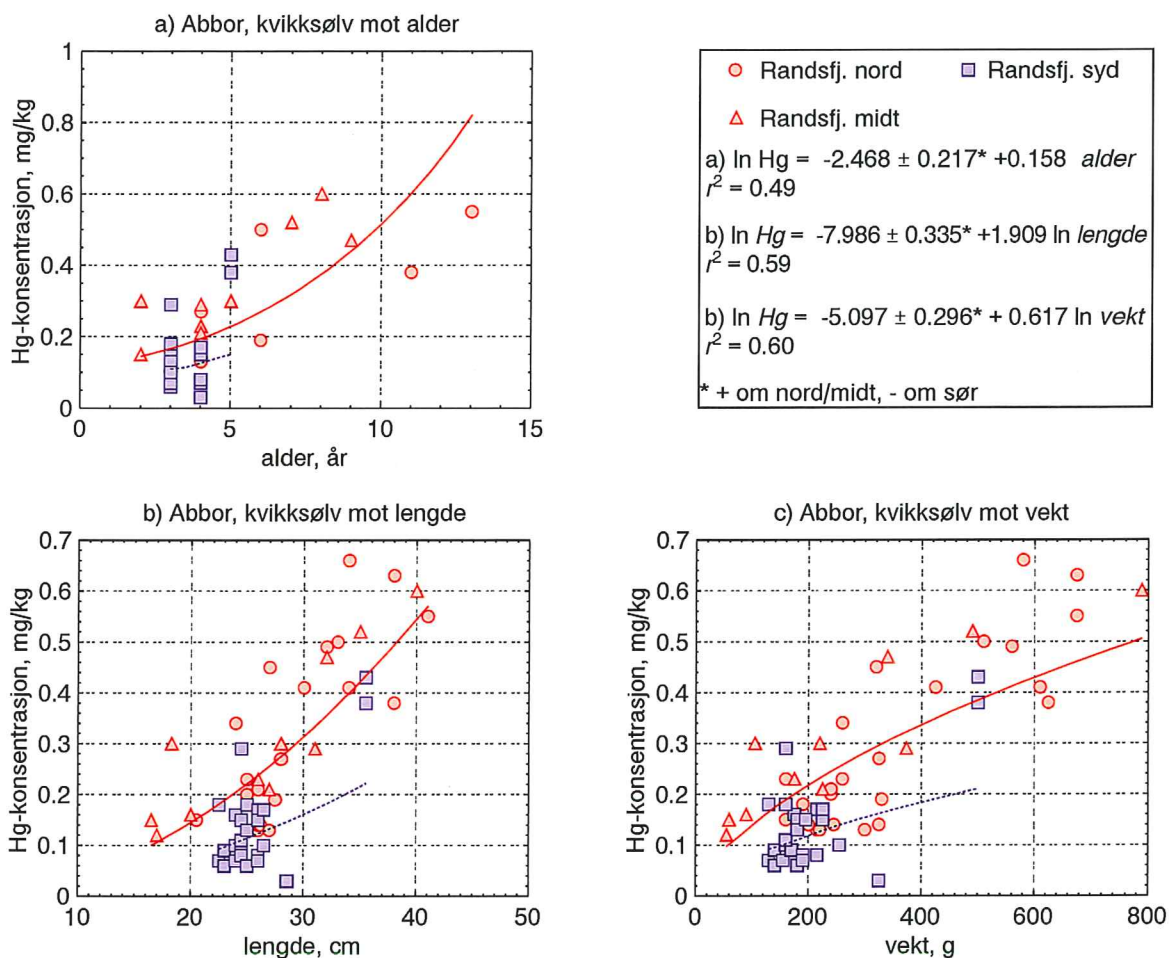 a) Abbor, kvikksølv mot alder
Hg-konsentrasjon, mg/kg
1
0.8
0.6
0.4
0.2
0
0
5
10
15
alder, år
Randsfj. nord
Randsfj. syd
Randsfj. midt
a) ln Hg = -2.468 ± 0.217* +0.158 alder
r² = 0.49
b) ln Hg = -7.986 ± 0.335* +1.909 ln lengde
r² = 0.59
b) ln Hg = -5.097 ± 0.296* + 0.617 ln vekt
r² = 0.60
* + om nord/midt, - om sør
b) Abbor, kvikksølv mot lengde
Hg-konsentrasjon, mg/kg
0.7
0.6
0.5
0.4
0.3
0.2
0.1
0
10
20
30
40
50
lengde, cm
c) Abbor, kvikksølv mot vekt
Hg-konsentrasjon, mg/kg
0.7
0.6
0.5
0.4
0.3
0.2
0.1
0
0
200
400
600
800
vekt, g